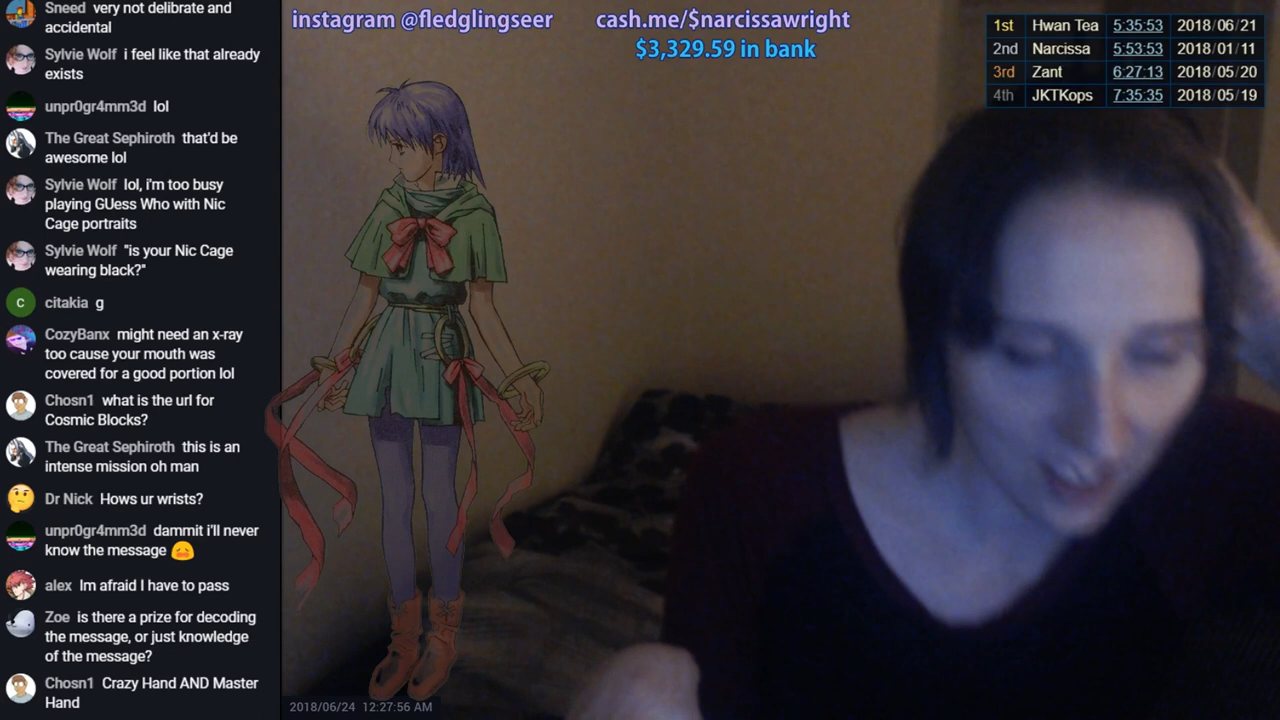 Sneed very not delibrate and
accidental
Sylvie Wolf i feel like that already
exists
unpr0gr4mm3d lol
The Great Sephiroth that'd be
awesome lol
Sylvie Wolf lol, i'm too busy
playing GUess Who with Nic
Cage portraits
Sylvie Wolf "is your Nic Cage
wearing black?"
C citakia g
CozyBanx might need an x-ray
too cause your mouth was
covered for a good portion lol
Chosn1 what is the url for
Cosmic Blocks?
The Great Sephiroth this is an
intense mission oh man
Dr Nick Hows ur wrists?
unpr0gr4mm3d dammit i'll never
know the message
alex Im afraid I have to pass
Zoe is there a prize for decoding
the message, or just knowledge
of the message?
Chosn1 Crazy Hand AND Master
Hand
instagram @fledglingseer cash.me/$narcissawright
$3,329.59 in bank
1st Hwan Tea 5:35:53 2018/06/21
2nd Narcissa 5:53:53 2018/01/11
3rd Zant 6:27:13 2018/05/20
4th JKTKops 7:35:35 2018/05/19
2018/06/24 12:27:56 AM